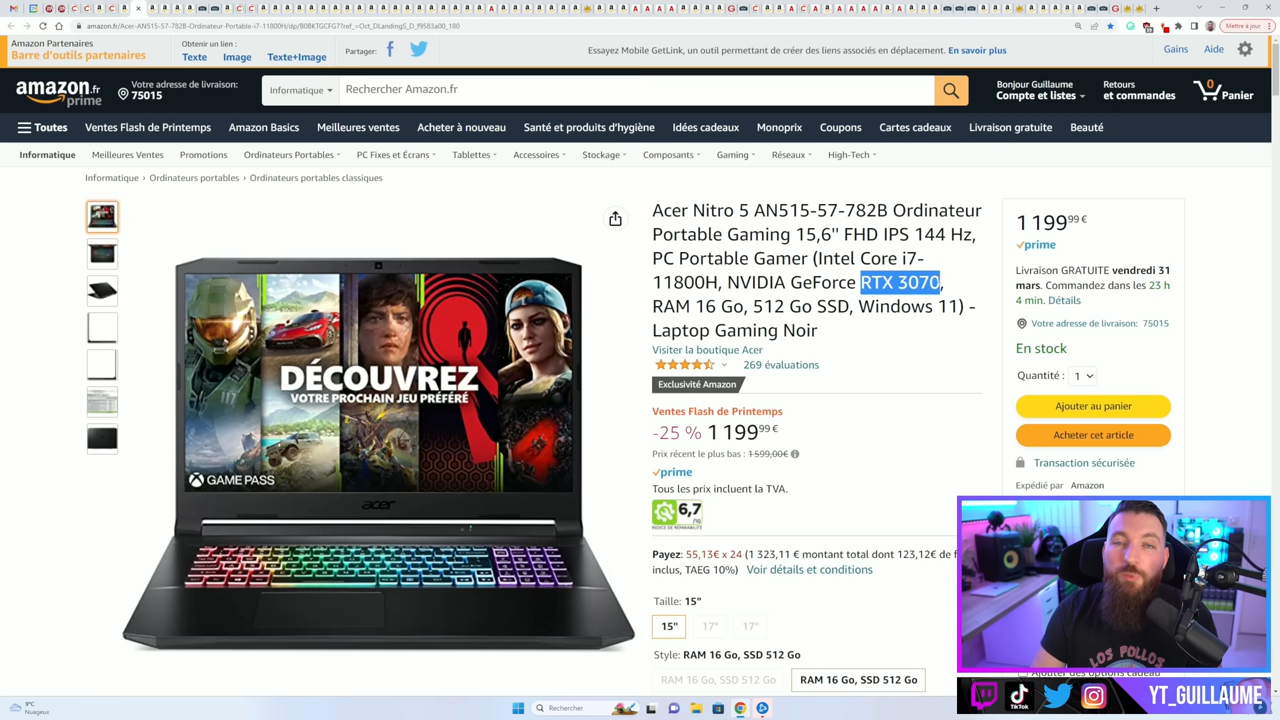 amazon.fr/Acer-AN515-57-782B-Ordinateur-Portable-i7-11800H/dp/B0BKTGCFG7?ref_=Oct_DLandingS_D_f9583a00_180
Mettre à jour
Amazon Partenaires
Barre d'outils partenaires
Obtenir un lien :
Texte Image Texte+Image
Partager:
Essayez Mobile GetLink, un outil permettant de créer des liens associés en déplacement. En savoir plus
Gains Aide
amazon.fr
prime
Votre adresse de livraison:
75015
Informatique
Rechercher Amazon.fr
Bonjour Guillaume
Compte et listes
Retours
et commandes
0
Panier
Toutes Ventes Flash de Printemps Amazon Basics Meilleures ventes Acheter à nouveau Santé et produits d'hygiène Idées cadeaux Monoprix Coupons Cartes cadeaux Livraison gratuite Beauté
Informatique Meilleures Ventes Promotions Ordinateurs Portables PC Fixes et Écrans Tablettes Accessoires Stockage Composants Gaming Réseaux High-Tech
Informatique › Ordinateurs portables › Ordinateurs portables classiques
DÉCOUVREZ
VOTRE PROCHAIN JEU PRÉFÉRÉ
GAME PASS
acer
Acer Nitro 5 AN515-57-782B Ordinateur
Portable Gaming 15,6" FHD IPS 144 Hz,
PC Portable Gamer (Intel Core i7-
11800H, NVIDIA GeForce RTX 3070,
RAM 16 Go, 512 Go SSD, Windows 11) -
Laptop Gaming Noir
Visiter la boutique Acer
269 évaluations
Exclusivité Amazon
Ventes Flash de Printemps
-25 % 1 199,99 €
Prix récent le plus bas : 1 599,00€
prime
Tous les prix incluent la TVA.
6,7
INDICE DE RÉPARABILITÉ
Payez: 55,13€ x 24 (1 323,11 € montant total dont 123,12€ de f
inclus, TAEG 10%) Voir détails et conditions
Taille: 15"
15" 17" 17"
Style: RAM 16 Go, SSD 512 Go
RAM 16 Go, SSD 512 Go RAM 16 Go, SSD 512 Go
1 199 99 €
prime
Livraison GRATUITE vendredi 31
mars. Commandez dans les 23 h
4 min. Détails
Votre adresse de livraison: 75015
En stock
Quantité : 1
Ajouter au panier
Acheter cet article
Transaction sécurisée
Expédié par Amazon
LOS POLLOS
Ajouter des options cadeau
TikTok
YT_GUILLAUME
9°C
Nuageux
Rechercher